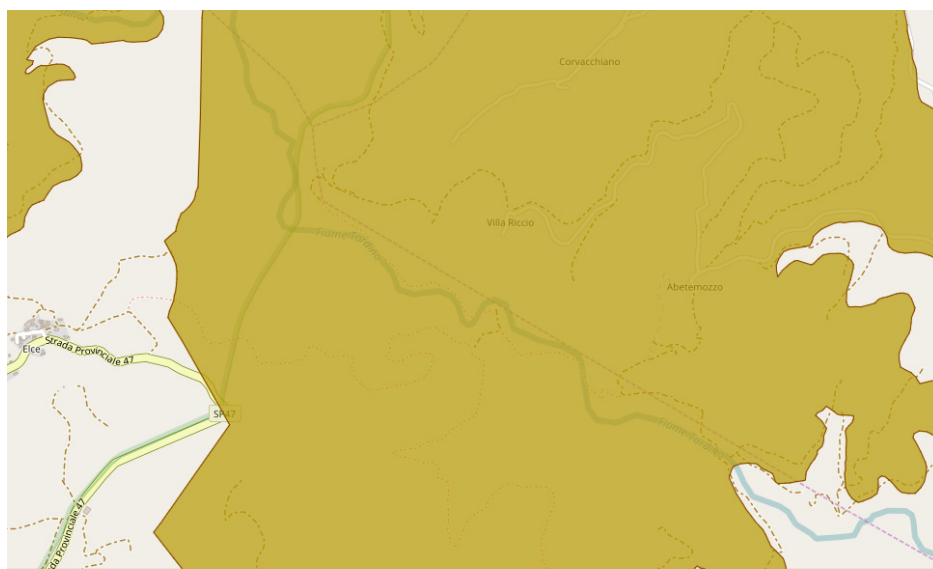 Corvacchiano
Villa Riccio
Fiume Tordino
Abetemozzo
Strada Provinciale 47
Elce
SP47
Fiume Tordino
Strada Provinciale 47